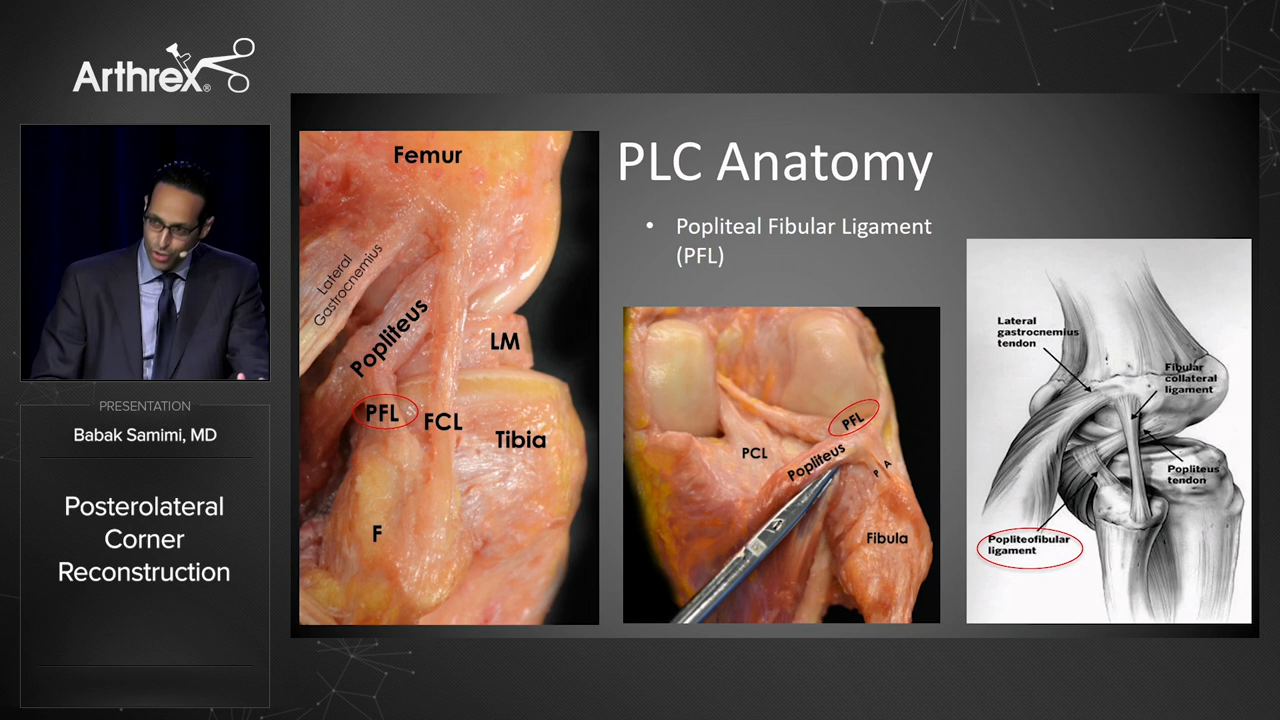 Arthrex®
PRESENTATION
Babak Samimi, MD
Posterolateral
Corner
Reconstruction
PLC Anatomy
• Popliteal Fibular Ligament
(PFL)
Femur
Lateral
Gastrocnemius
Popliteus
LM
PFL
FCL
Tibia
F
PFL
PCL
Popliteus
P A
Fibula
Lateral
gastrocnemius
tendon
Fibular
collateral
ligament
Popliteus
tendon
Popliteofibular
ligament